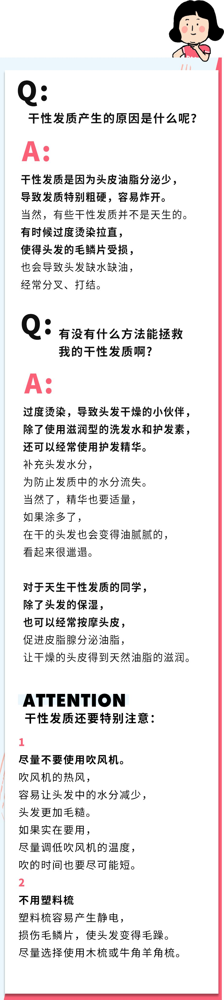 Q:
干性发质产生的原因是什么呢?
A:
干性发质是因为头皮油脂分泌少，
导致发质特别粗硬，容易炸开。
当然，有些干性发质并不是天生的。
有时候过度烫染拉直，
使得头发的毛鳞片受损，
也会导致头发缺水缺油，
经常分叉、打结。
Q:
有没有什么方法能拯救
我的干性发质啊?
A:
过度烫染，导致头发干燥的小伙伴，
除了使用滋润型的洗发水和护发素，
还可以经常使用护发精华。
补充头发水分，
为防止发质中的水分流失。
当然了，精华也要适量，
如果涂多了，
在干的头发也会变得油腻腻的，
看起来很邋遢。
对于天生干性发质的同学，
除了头发的保湿，
也可以经常按摩头皮，
促进皮脂腺分泌油脂，
让干燥的头皮得到天然油脂的滋润。
ATTENTION
干性发质还要特别注意：
1
尽量不要使用吹风机。
吹风机的热风，
容易让头发中的水分减少，
头发更加毛糙。
如果实在要用，
尽量调低吹风机的温度，
吹的时间也要尽可能短。
2
不用塑料梳
塑料梳容易产生静电，
损伤毛鳞片，使头发变得毛躁。
尽量选择使用木梳或牛角羊角梳。